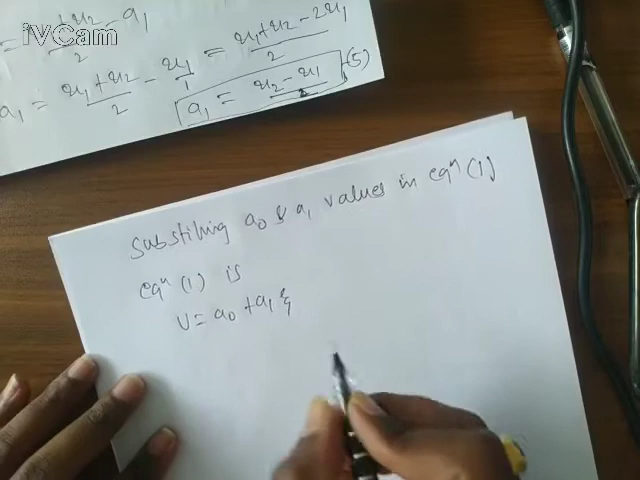 iVCam
= u₁+u₂/2 - a₁
a₁ = u₁+u₂/2 - u₁/1 = u₁+u₂-2u₁/2
a₁ = u₂-u₁/2 (5)
Substiling a₀ & a₁ values in eqⁿ (1)
eqⁿ (1) is
U = a₀ + a₁ ξ